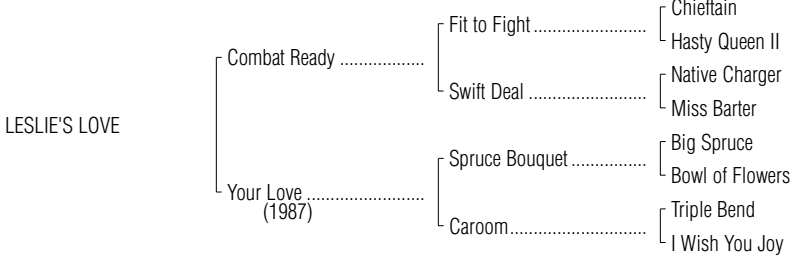 Chieftain
Fit to Fight
Hasty Queen II
Combat Ready
Native Charger
Swift Deal
Miss Barter
LESLIE'S LOVE
Big Spruce
Spruce Bouquet
Bowl of Flowers
Your Love
(1987)
Triple Bend
Caroom
I Wish You Joy